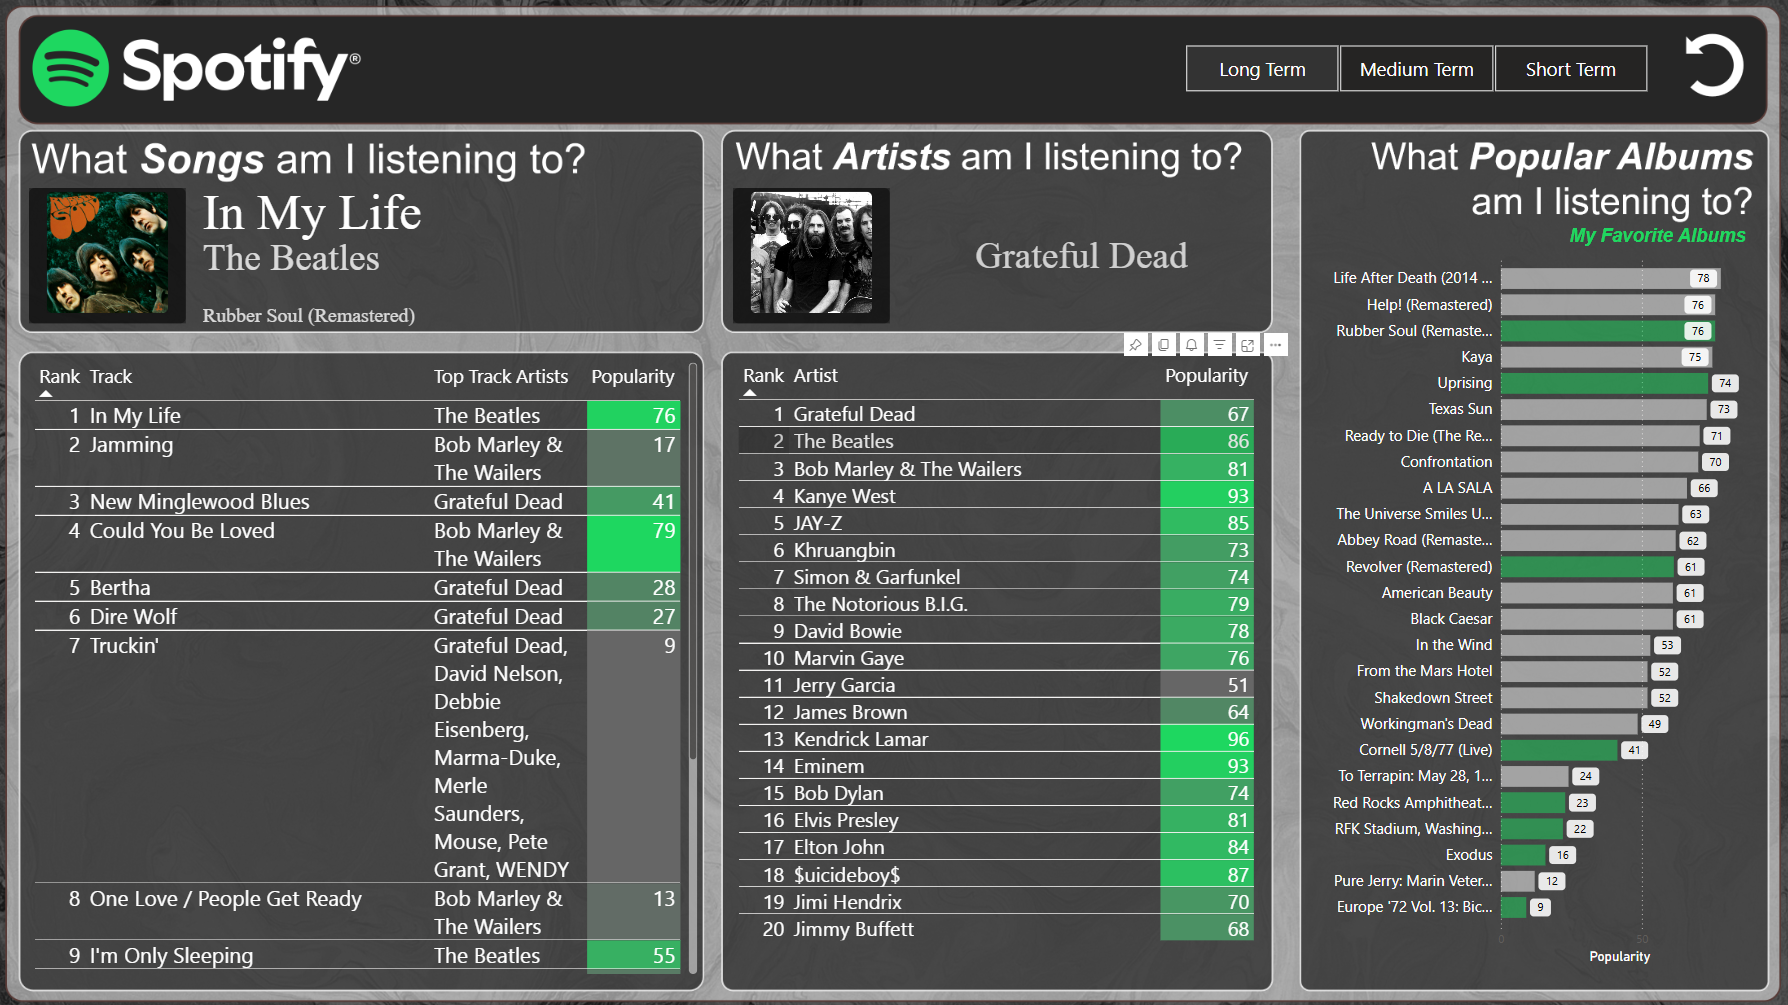 Spotify®
Long Term
Medium Term
Short Term
What Songs am I listening to?
In My Life
The Beatles
Rubber Soul (Remastered)
What Artists am I listening to?
Grateful Dead
What Popular Albums
am I listening to?
My Favorite Albums
Rank Track Top Track Artists Popularity
1 In My Life The Beatles 76
2 Jamming Bob Marley & 17
The Wailers
3 New Minglewood Blues Grateful Dead 41
4 Could You Be Loved Bob Marley & 79
The Wailers
5 Bertha Grateful Dead 28
6 Dire Wolf Grateful Dead 27
7 Truckin' Grateful Dead, 9
David Nelson,
Debbie
Eisenberg,
Marma-Duke,
Merle
Saunders,
Mouse, Pete
Grant, WENDY
8 One Love / People Get Ready Bob Marley & 13
The Wailers
9 I'm Only Sleeping The Beatles 55
Rank Artist Popularity
1 Grateful Dead 67
2 The Beatles 86
3 Bob Marley & The Wailers 81
4 Kanye West 93
5 JAY-Z 85
6 Khruangbin 73
7 Simon & Garfunkel 74
8 The Notorious B.I.G. 79
9 David Bowie 78
10 Marvin Gaye 76
11 Jerry Garcia 51
12 James Brown 64
13 Kendrick Lamar 96
14 Eminem 93
15 Bob Dylan 74
16 Elvis Presley 81
17 Elton John 84
18 $uicideboy$ 87
19 Jimi Hendrix 70
20 Jimmy Buffett 68
Life After Death (2014 ... 78
Help! (Remastered) 76
Rubber Soul (Remaste... 76
Kaya 75
Uprising 74
Texas Sun 73
Ready to Die (The Re... 71
Confrontation 70
A LA SALA 66
The Universe Smiles U... 63
Abbey Road (Remaste... 62
Revolver (Remastered) 61
American Beauty 61
Black Caesar 61
In the Wind 53
From the Mars Hotel 52
Shakedown Street 52
Workingman's Dead 49
Cornell 5/8/77 (Live) 41
To Terrapin: May 28, 1... 24
Red Rocks Amphitheat... 23
RFK Stadium, Washing... 22
Exodus 16
Pure Jerry: Marin Veter... 12
Europe '72 Vol. 13: Bic... 9
0 50
Popularity